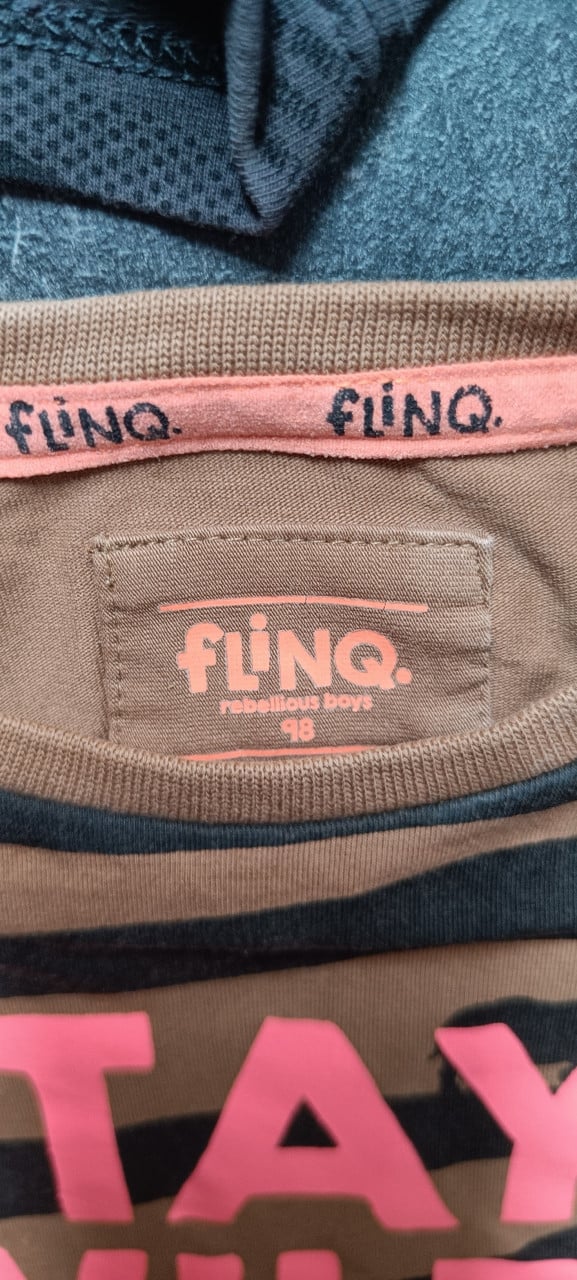 fLiNQ. fLiNQ.
fLiNQ.
rebellious boys
98
TAY